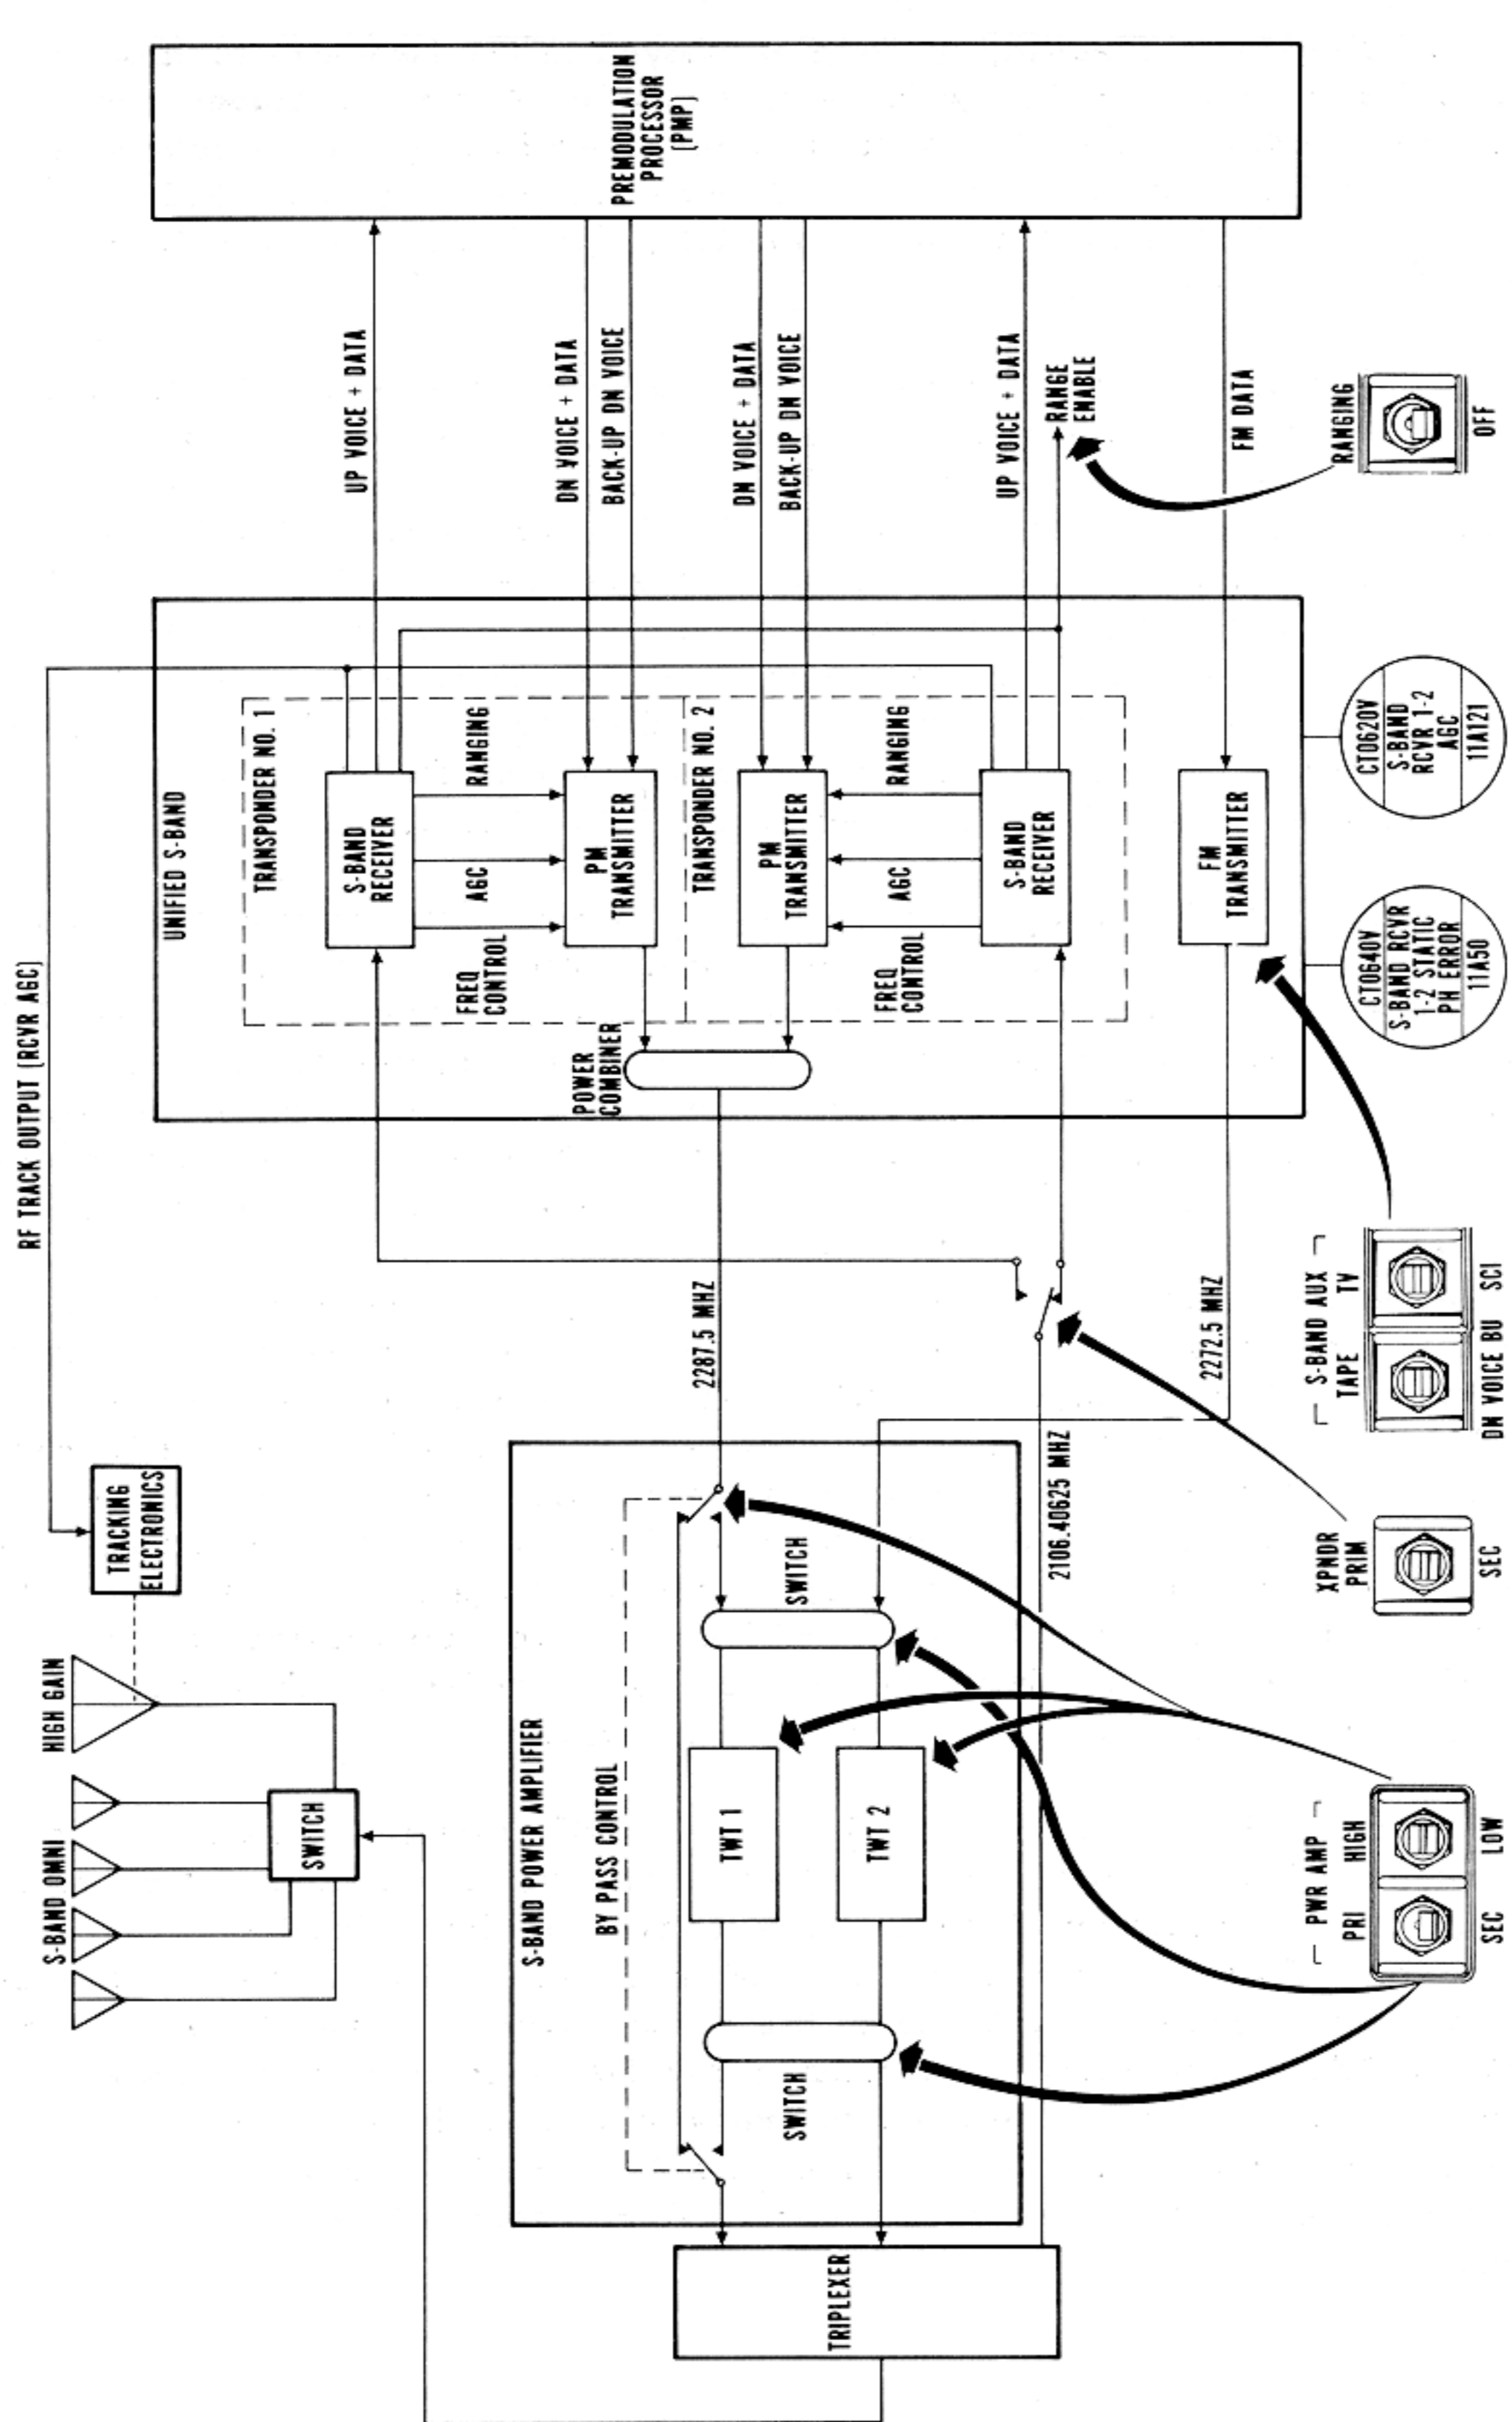 RF TRACK OUTPUT (RCVR AGC)
HIGH GAIN
S-BAND OMNI
TRACKING
ELECTRONICS
SWITCH
UNIFIED S-BAND
TRANSPONDER NO. 1
S-BAND
RECEIVER
RANGING
AGC
FREQ
CONTROL
PM
TRANSMITTER
POWER
COMBINER
TRANSPONDER NO. 2
PM
TRANSMITTER
RANGING
AGC
FREQ
CONTROL
S-BAND
RECEIVER
FM
TRANSMITTER
UP VOICE + DATA
DN VOICE + DATA
BACK-UP DN VOICE
DN VOICE + DATA
BACK-UP DN VOICE
UP VOICE + DATA
RANGE
ENABLE
FM DATA
PREMODULATION
PROCESSOR
(PMP)
S-BAND POWER AMPLIFIER
BY PASS CONTROL
TWT 1
TWT 2
SWITCH
SWITCH
TRIPLEXER
2287.5 MHZ
2106.40625 MHZ
2272.5 MHZ
PWR AMP
PRI
HIGH
SEC
LOW
XPNDR
PRIM
SEC
S-BAND AUX
TAPE
TV
DN VOICE BU
SCI
CT0640V
S-BAND RCVR
1-2 STATIC
PH ERROR
11A50
CT0620V
S-BAND
RCVR 1-2
AGC
11A121
RANGING
OFF